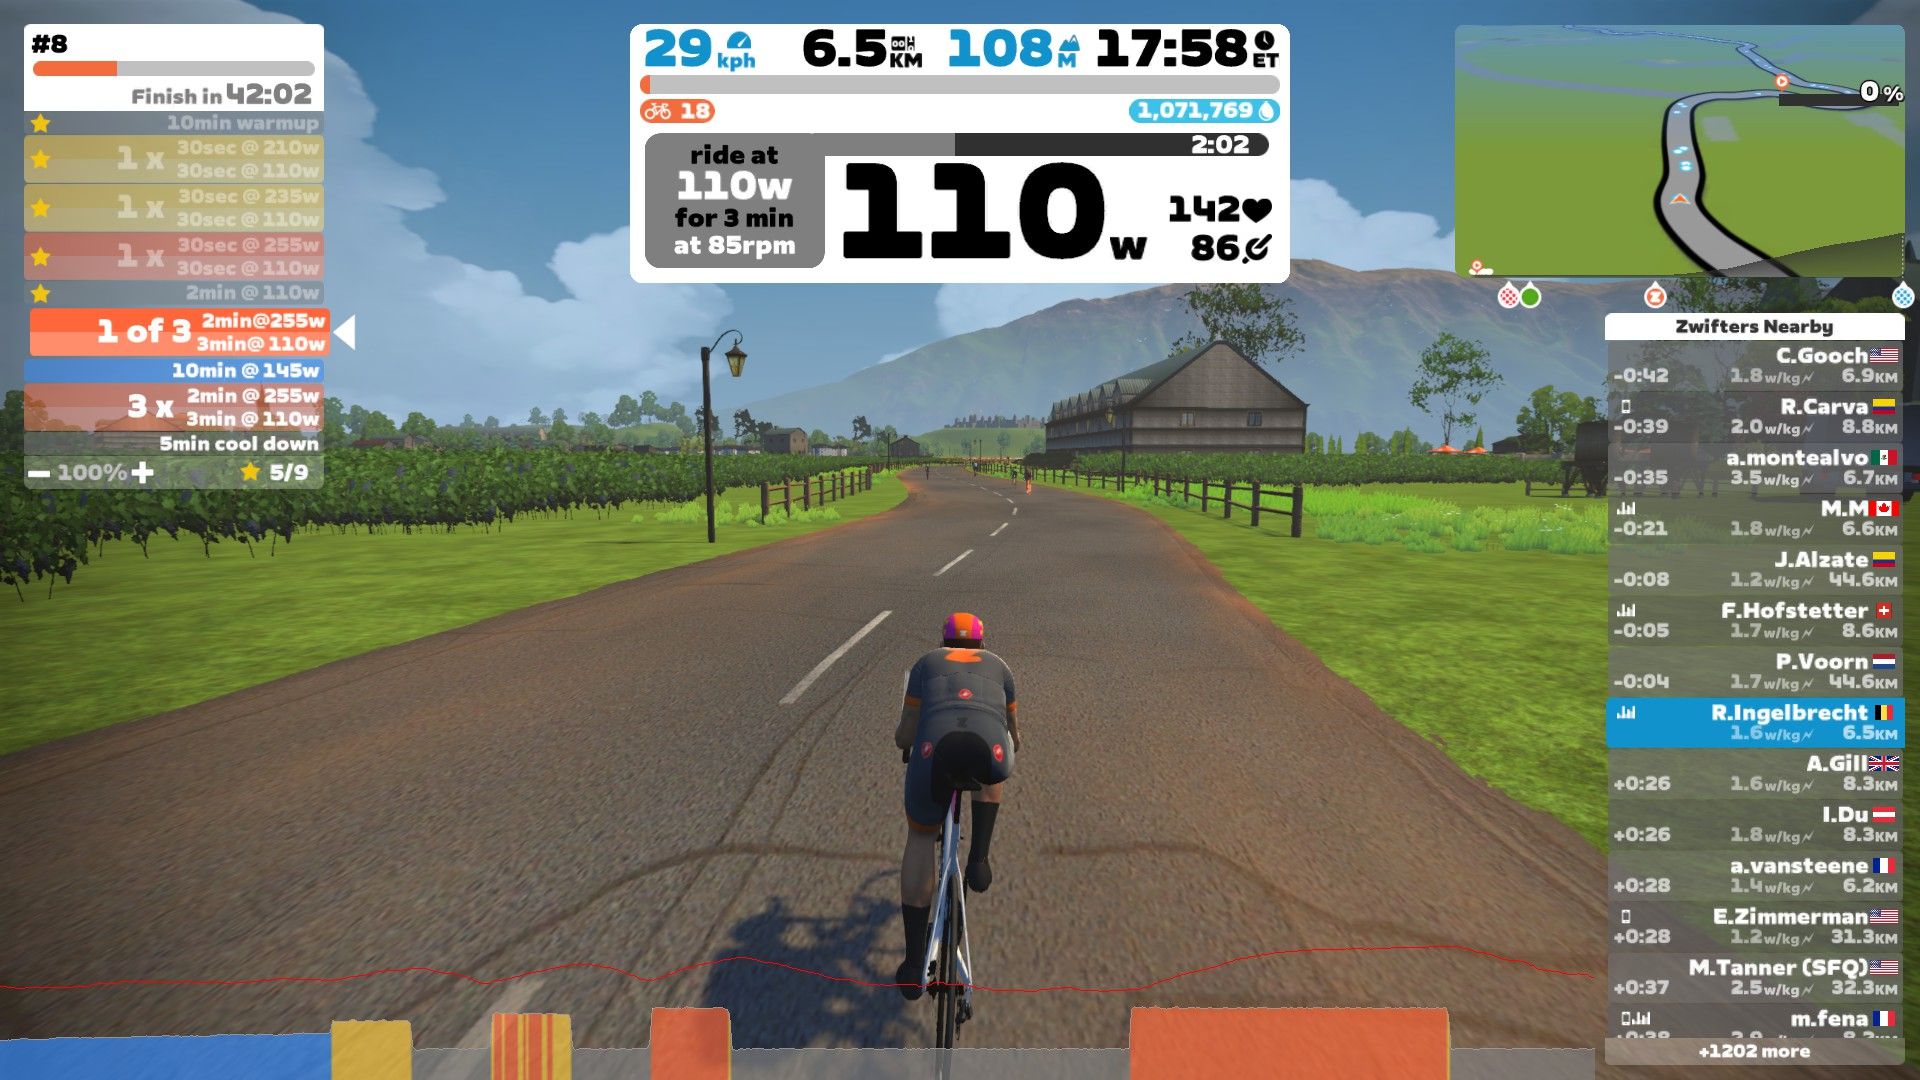 #8
Finish in 42:02
10min warmup
1 x 30sec @ 210w
30sec @ 110w
1 x 30sec @ 235w
30sec @ 110w
1 x 30sec @ 255w
30sec @ 110w
2min @ 110w
1 of 3 2min@255w
3min@ 110w
10min @ 145w
3 x 2min @ 255w
3min @ 110w
5min cool down
100% 5/9
29 kph 6.5 KM 108 M 17:58 ET
18 1,071,769
2:02
ride at
110w
for 3 min
at 85rpm
110 w
142
86
0 %
Zwifters Nearby
C.Gooch
-0:42 1.8 w/kg 6.9 KM
R.Carva
-0:39 2.0 w/kg 8.8 KM
a.montealvo
-0:35 3.5 w/kg 6.7 KM
M.M
-0:21 1.8 w/kg 6.6 KM
J.Alzate
-0:08 1.2 w/kg 44.6 KM
F.Hofstetter
-0:05 1.7 w/kg 8.6 KM
P.Voorn
-0:04 1.7 w/kg 44.6 KM
R.Ingelbrecht
1.6 w/kg 6.5 KM
A.Gill
+0:26 1.6 w/kg 8.3 KM
I.Du
+0:26 1.8 w/kg 8.3 KM
a.vansteene
+0:28 1.4 w/kg 6.2 KM
E.Zimmerman
+0:28 1.2 w/kg 31.3 KM
M.Tanner (SFQ)
+0:37 2.5 w/kg 32.3 KM
m.fena
+1202 more